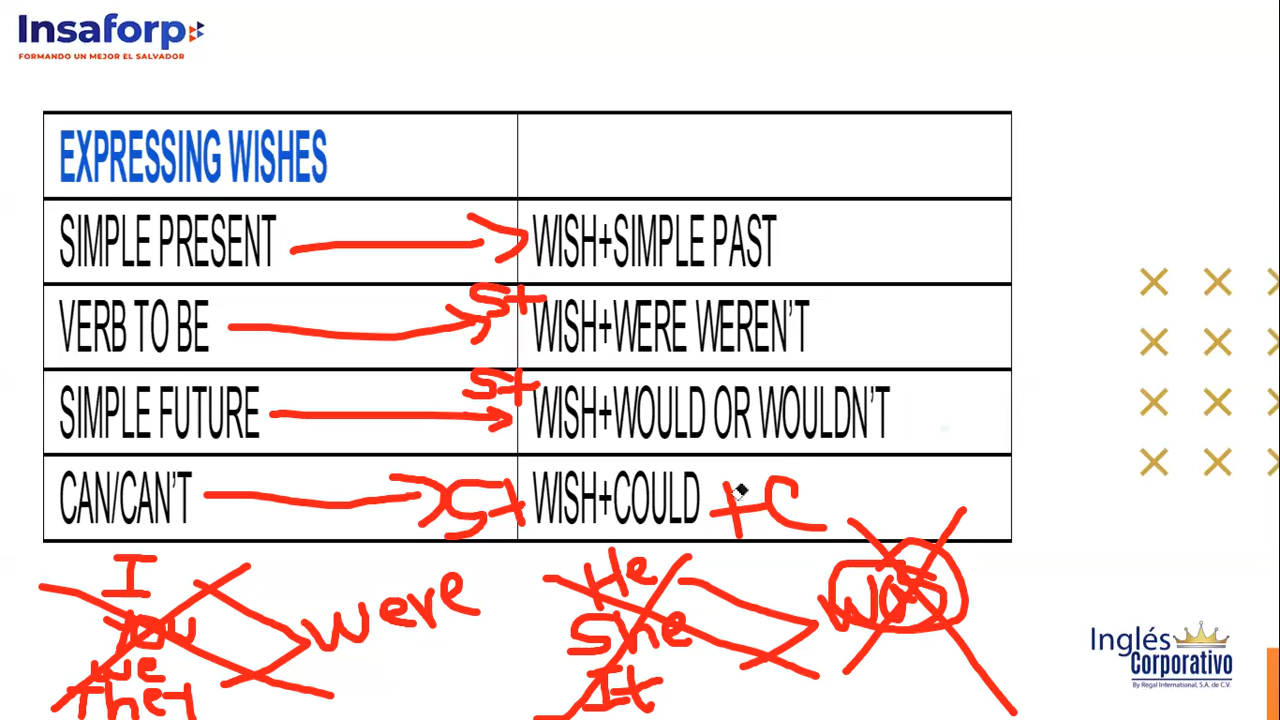 Insaforp
FORMANDO UN MEJOR EL SALVADOR
EXPRESSING WISHES
SIMPLE PRESENT WISH+SIMPLE PAST
VERB TO BE S+ WISH+WERE WEREN'T
SIMPLE FUTURE S+ WISH+WOULD OR WOULDN'T
CAN/CAN'T S+ WISH+COULD +C
I He
you were She was
we It
They
Inglés
Corporativo
By Regal International, S.A. de C.V.